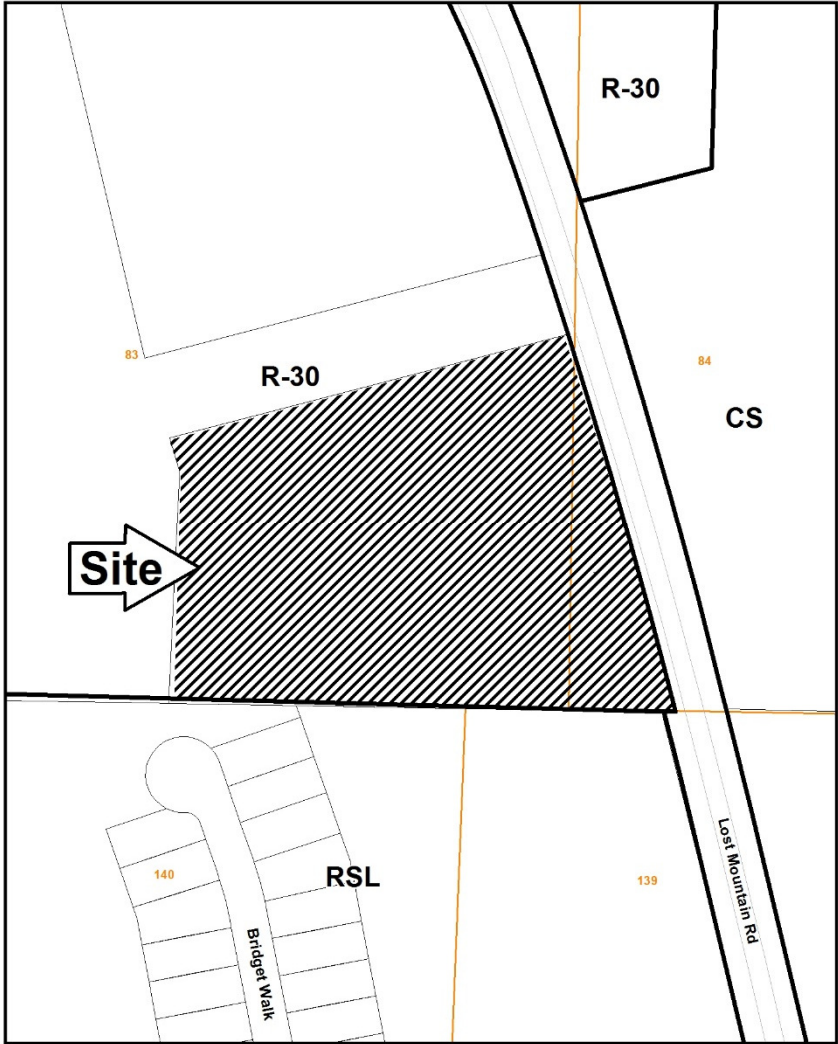 R-30
83
84
R-30
CS
Site
140
RSL
139
Lost Mountain Rd
Bridget Walk